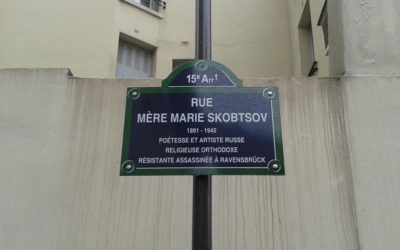 15e Arrt
RUE
MÈRE MARIE SKOBTSOV
1891 - 1945
POÉTESSE ET ARTISTE RUSSE
RELIGIEUSE ORTHODOXE
RÉSISTANTE ASSASSINÉE À RAVENSBRÜCK